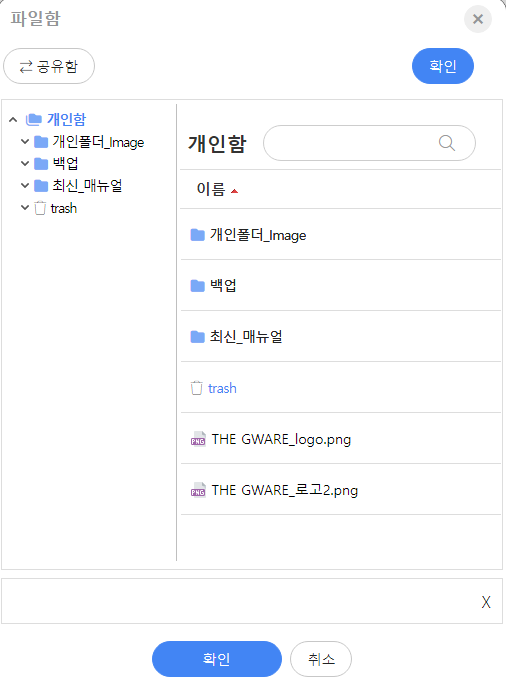 파일함
⇄ 공유함
확인
개인함
개인폴더_Image
백업
최신_매뉴얼
trash
개인함
이름
개인폴더_Image
백업
최신_매뉴얼
trash
THE GWARE_logo.png
THE GWARE_로고2.png
X
확인
취소